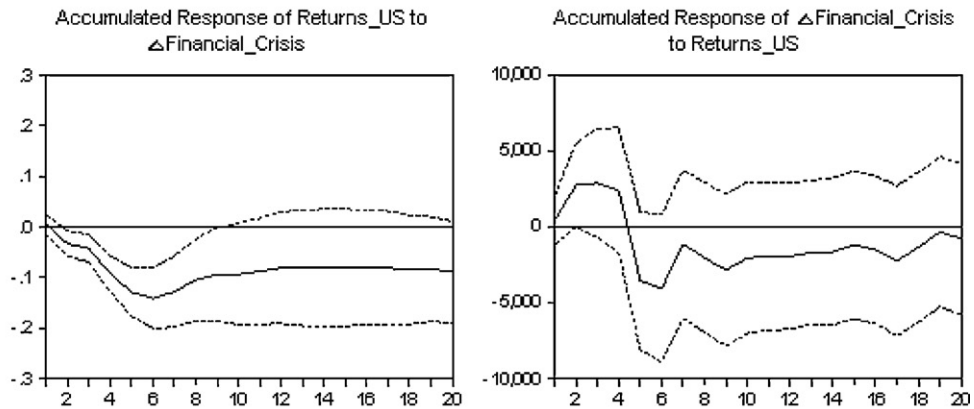 Accumulated Response of Returns_US to
△Financial_Crisis
.3
.2
.1
.0
-.1
-.2
-.3
2 4 6 8 10 12 14 16 18 20
Accumulated Response of △Financial_Crisis
to Returns_US
10,000
5,000
0
-5,000
-10,000
2 4 6 8 10 12 14 16 18 20